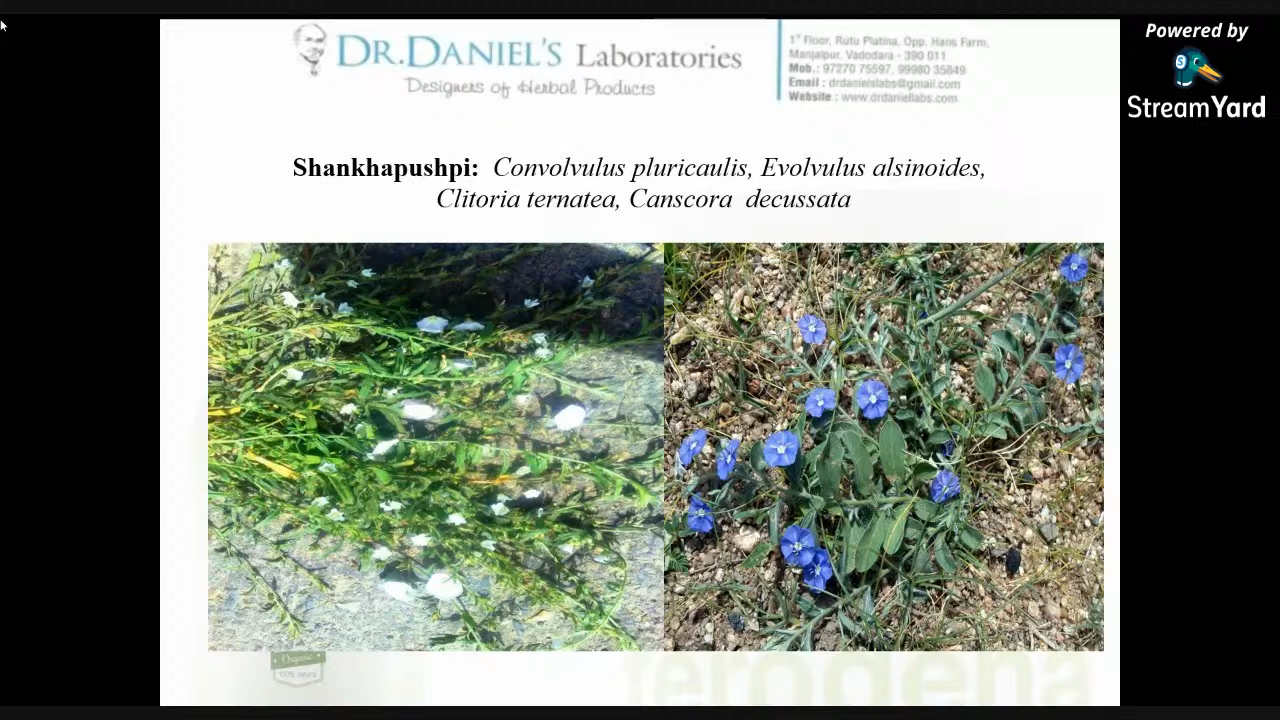 DR.DANIEL'S Laboratories
Designers of Herbal Products
1st Floor, Rutu Platina, Opp. Hans Farm,
Manjalpur, Vadodara - 390 011
Mob.: 97270 75597, 99980 35849
Email : drdanielslabs@gmail.com
Website : www.drdaniellabs.com
Powered by
StreamYard
Shankhapushpi: Convolvulus pluricaulis, Evolvulus alsinoides,
Clitoria ternatea, Canscora decussata
Organic